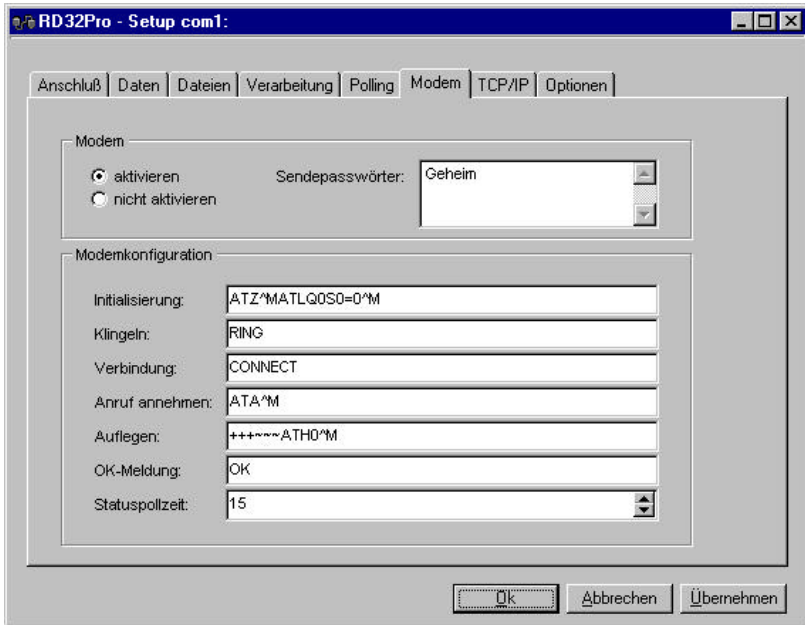 RD32Pro - Setup com1:
Anschluß Daten Dateien Verarbeitung Polling Modem TCP/IP Optionen
Modem
aktivieren
nicht aktivieren
Sendepasswörter: Geheim
Modemkonfiguration
Initialisierung: ATZ^MATLQ0S0=0^M
Klingeln: RING
Verbindung: CONNECT
Anruf annehmen: ATA^M
Auflegen: +++~~~ATH0^M
OK-Meldung: OK
Statuspollzeit: 15
Ok Abbrechen Übernehmen